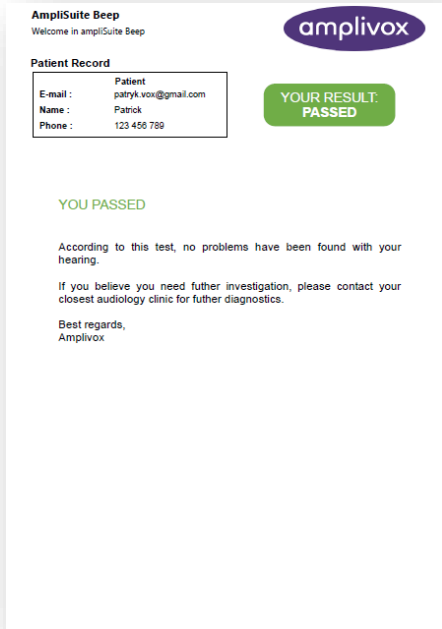 AmpliSuite Beep
Welcome in ampliSuite Beep
amplivox
Patient Record
Patient
E-mail : patryk.vox@gmail.com
Name : Patrick
Phone : 123 456 789
YOUR RESULT:
PASSED
YOU PASSED
According to this test, no problems have been found with your
hearing.
If you believe you need futher investigation, please contact your
closest audiology clinic for futher diagnostics.
Best regards,
Amplivox